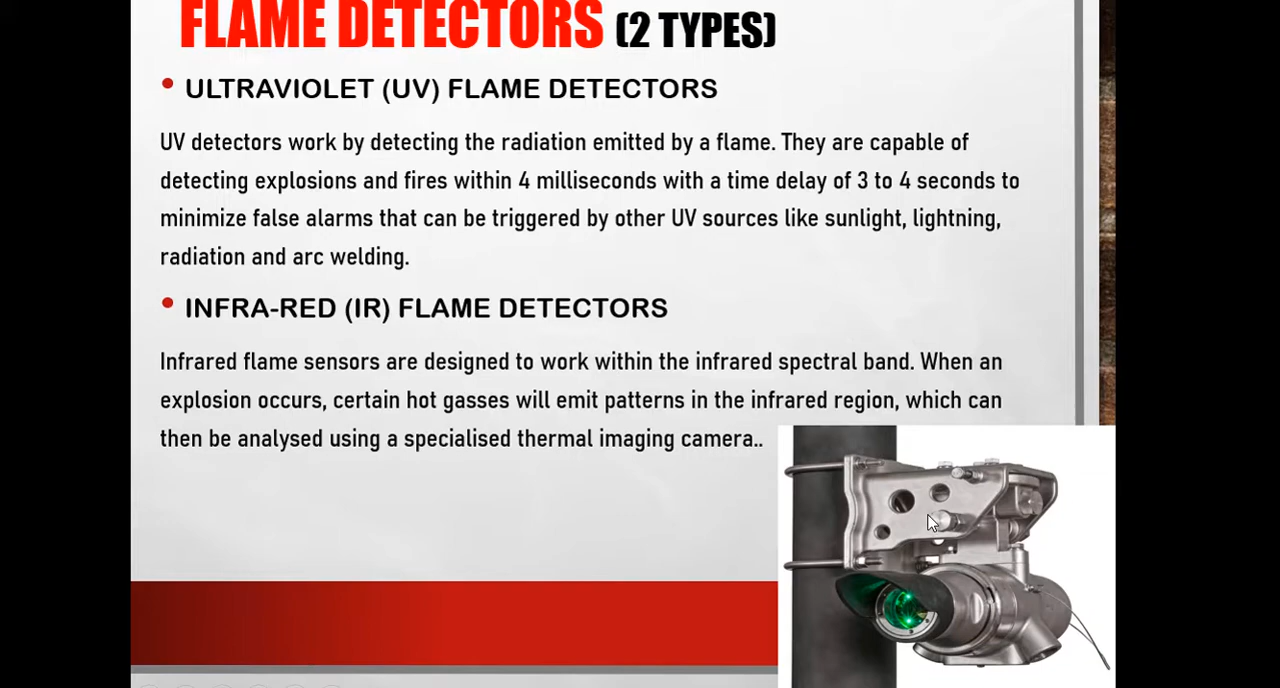 FLAME DETECTORS (2 TYPES)
• ULTRAVIOLET (UV) FLAME DETECTORS
UV detectors work by detecting the radiation emitted by a flame. They are capable of
detecting explosions and fires within 4 milliseconds with a time delay of 3 to 4 seconds to
minimize false alarms that can be triggered by other UV sources like sunlight, lightning,
radiation and arc welding.
• INFRA-RED (IR) FLAME DETECTORS
Infrared flame sensors are designed to work within the infrared spectral band. When an
explosion occurs, certain hot gasses will emit patterns in the infrared region, which can
then be analysed using a specialised thermal imaging camera..